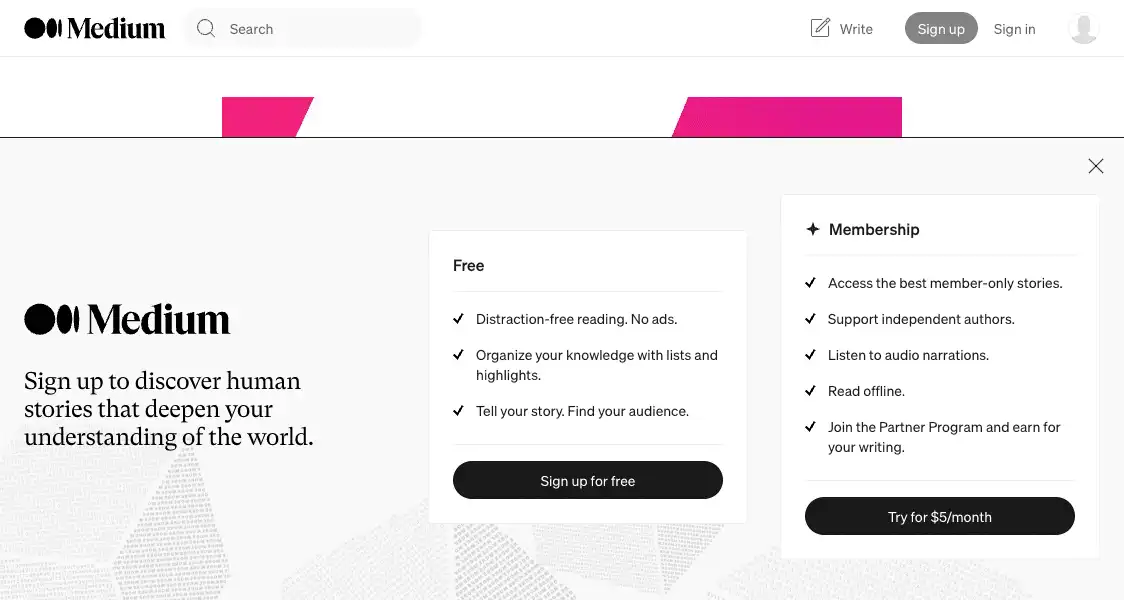 Medium
Search
Write
Sign up
Sign in
Medium
Sign up to discover human
stories that deepen your
understanding of the world.
Free
Distraction-free reading. No ads.
Organize your knowledge with lists and
highlights.
Tell your story. Find your audience.
Sign up for free
Membership
Access the best member-only stories.
Support independent authors.
Listen to audio narrations.
Read offline.
Join the Partner Program and earn for
your writing.
Try for $5/month